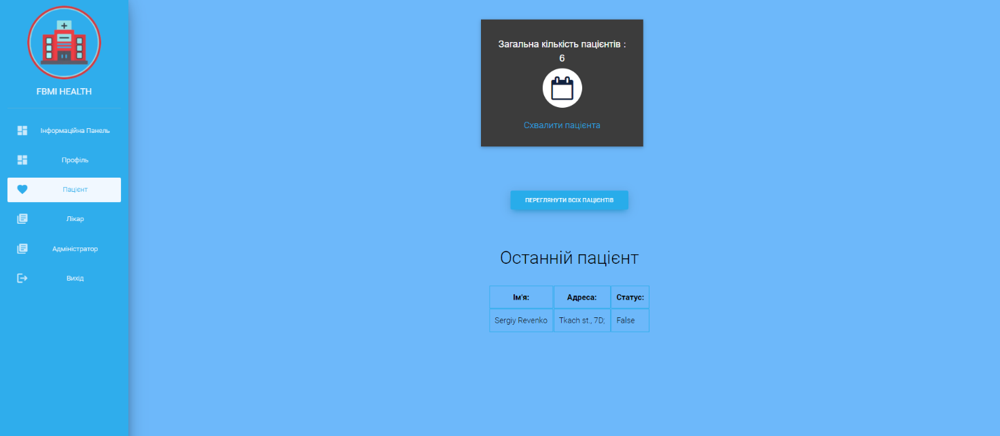 FBMI HEALTH
Інформаційна Панель
Профіль
Пацієнт
Лікар
Адміністратор
Вихід
Загальна кількість пацієнтів :
6
Схвалити пацієнта
ПЕРЕГЛЯНУТИ ВСІХ ПАЦІЄНТІВ
Останній пацієнт
Ім'я: Адреса: Статус:
Sergiy Revenko Tkach st., 7D; False